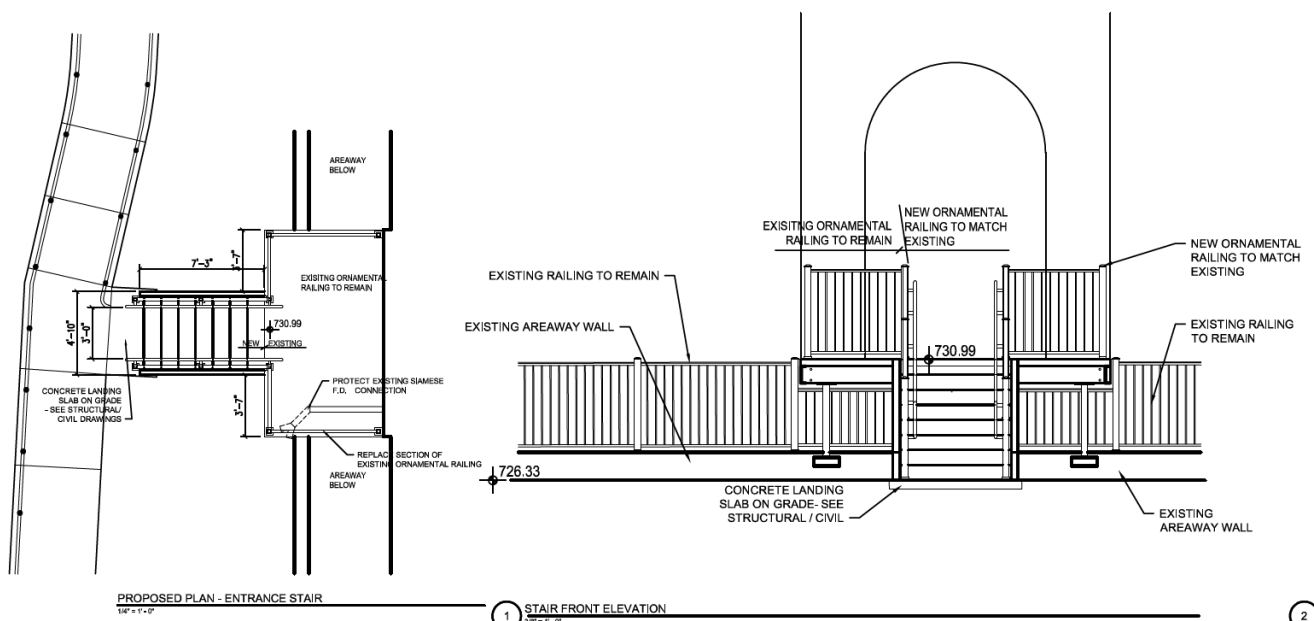 AREAWAY
BELOW
7'-3"
3'-7"
EXISITNG ORNAMENTAL
RAILING TO REMAIN
4'-10"
3'-0"
730.99
NEW EXISTING
CONCRETE LANDING
SLAB ON GRADE
- SEE STRUCTURAL/
CIVIL DRAWINGS
PROTECT EXISTING SIAMESE
F.D. CONNECTION
3'-7"
REPLACE SECTION OF
EXISTING ORNAMENTAL RAILING
AREAWAY
BELOW
PROPOSED PLAN - ENTRANCE STAIR
1/4" = 1'-0"
1
EXISITNG ORNAMENTAL
RAILING TO REMAIN
NEW ORNAMENTAL
RAILING TO MATCH
EXISTING
NEW ORNAMENTAL
RAILING TO MATCH
EXISTING
EXISTING RAILING TO REMAIN
EXISTING AREAWAY WALL
730.99
EXISTING RAILING
TO REMAIN
726.33
CONCRETE LANDING
SLAB ON GRADE- SEE
STRUCTURAL / CIVIL
EXISTING
AREAWAY WALL
STAIR FRONT ELEVATION
2